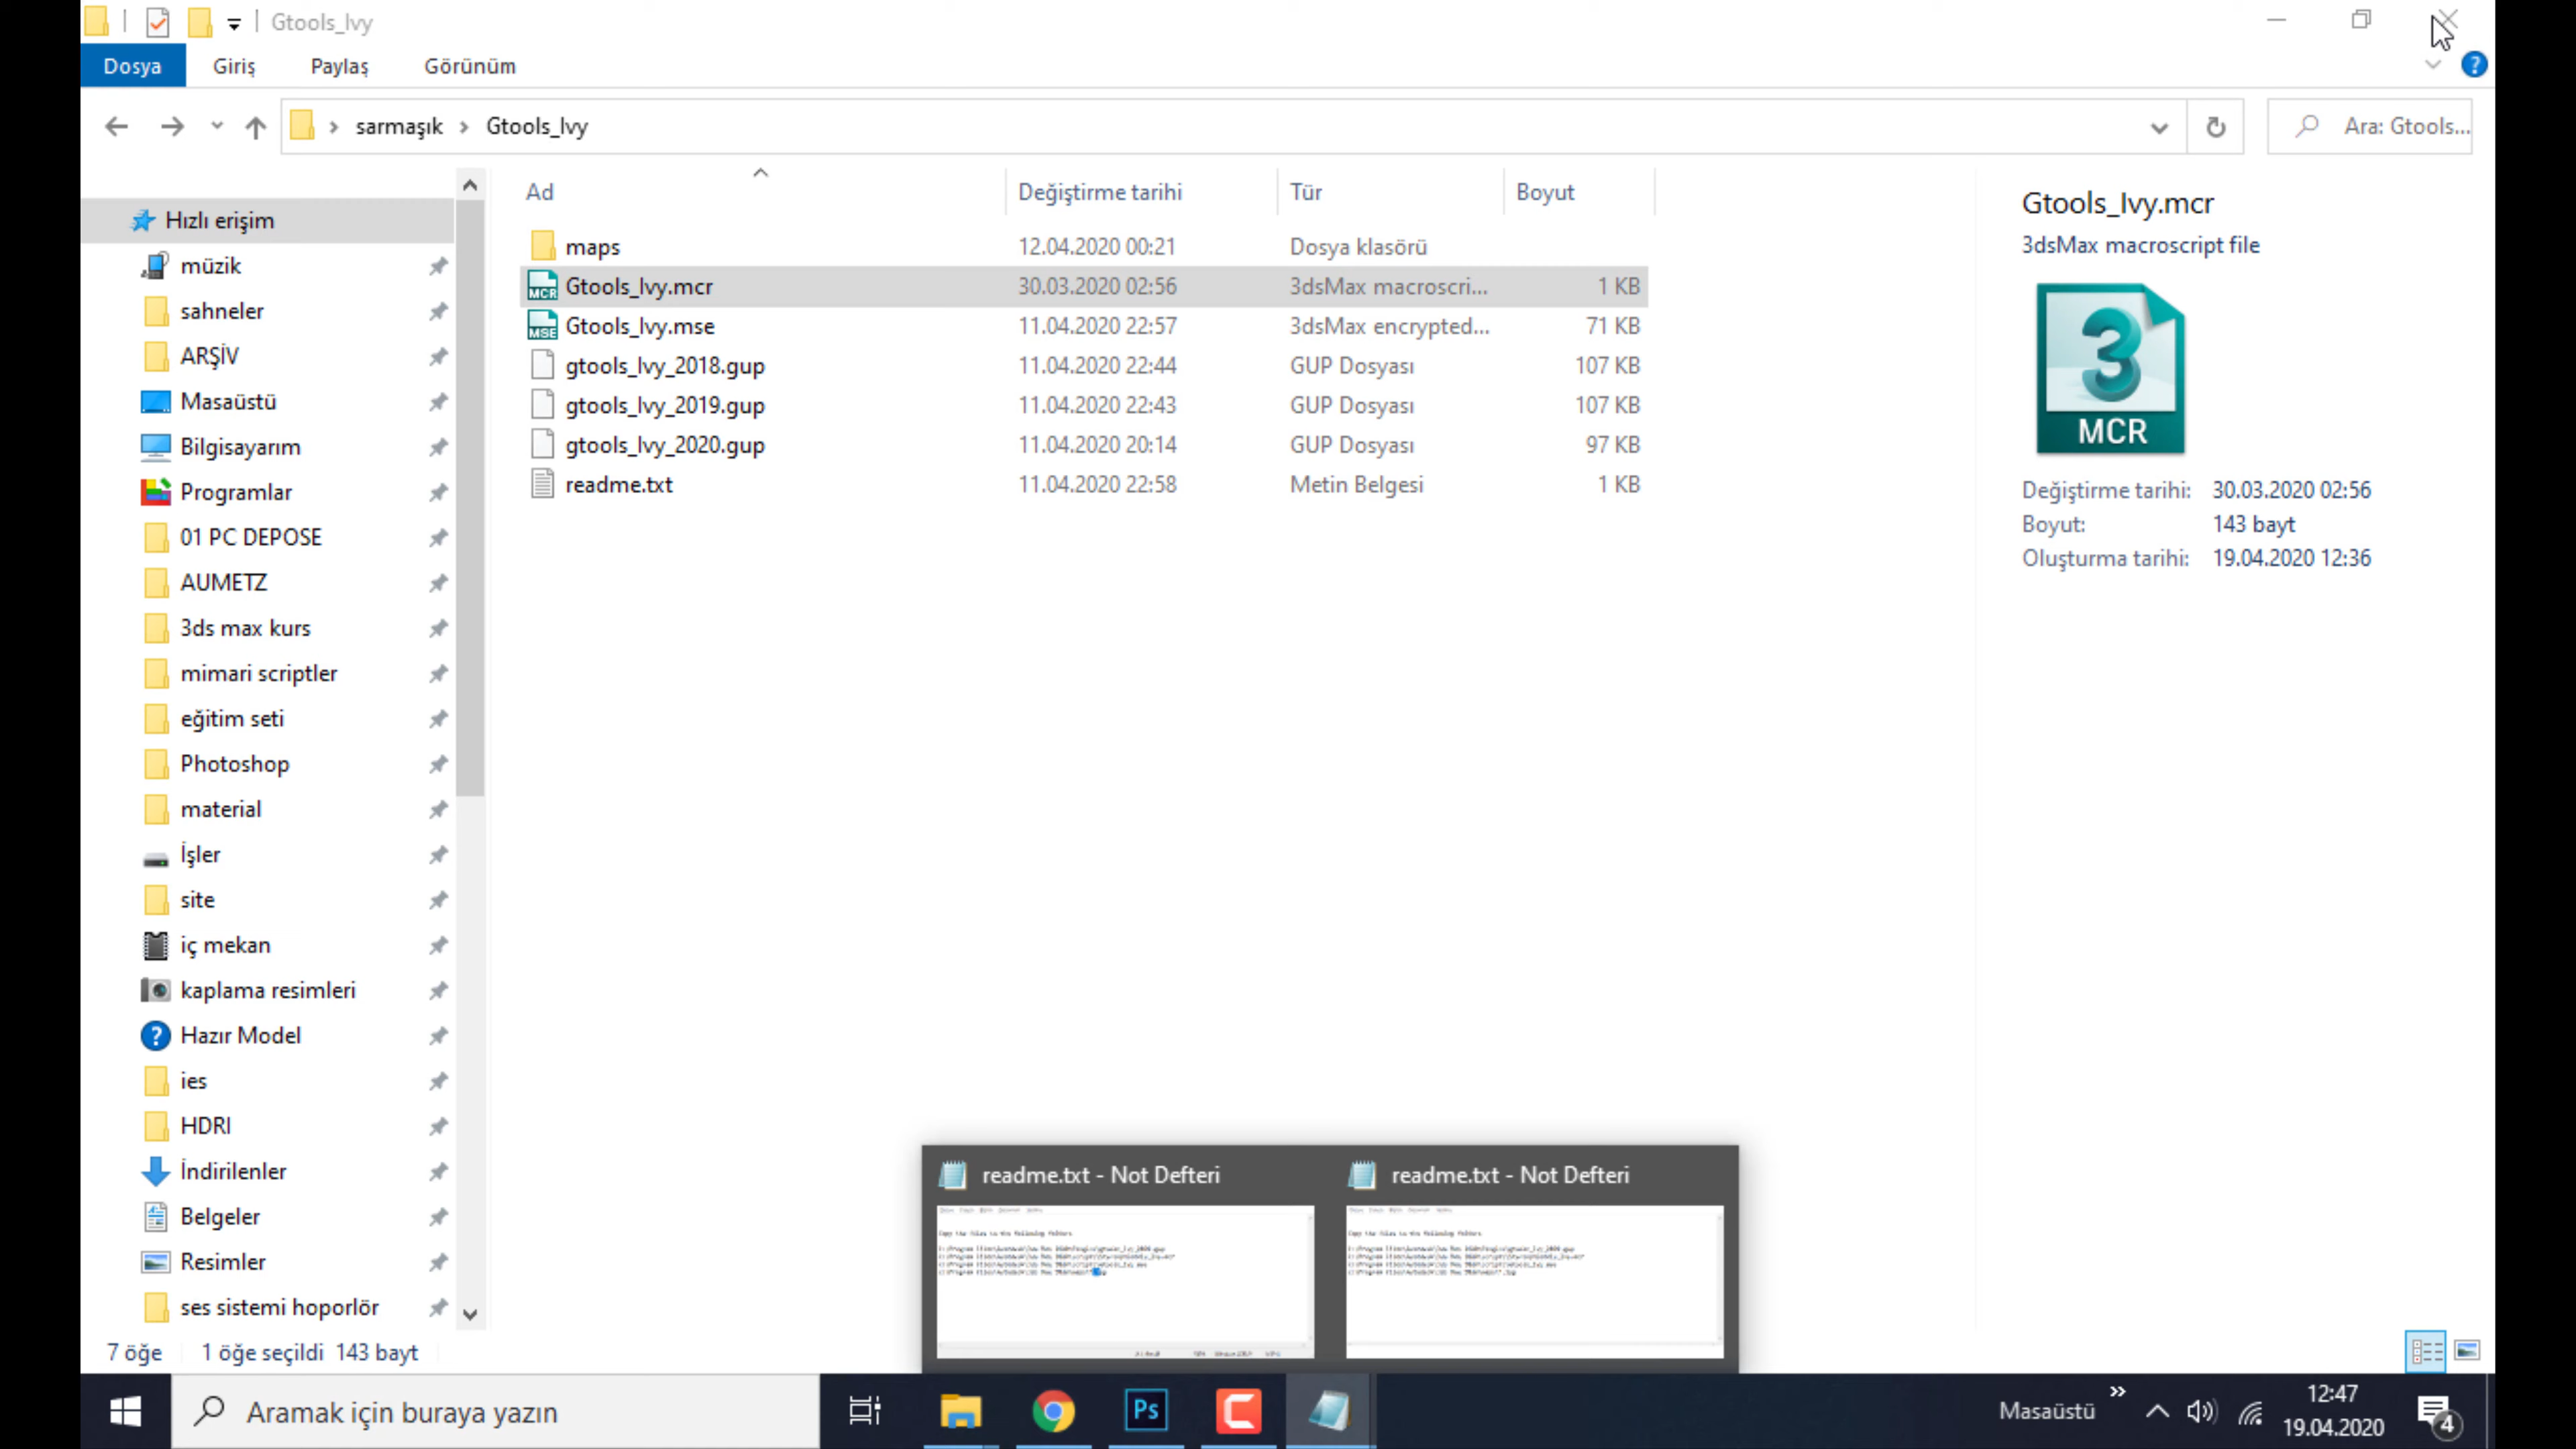 Gtools_Ivy
Dosya Giriş Paylaş Görünüm
sarmaşık Gtools_Ivy Ara: Gtools...
Ad Değiştirme tarihi Tür Boyut
maps 12.04.2020 00:21 Dosya klasörü
Gtools_Ivy.mcr 30.03.2020 02:56 3dsMax macroscri... 1 KB
Gtools_Ivy.mse 11.04.2020 22:57 3dsMax encrypted... 71 KB
gtools_Ivy_2018.gup 11.04.2020 22:44 GUP Dosyası 107 KB
gtools_Ivy_2019.gup 11.04.2020 22:43 GUP Dosyası 107 KB
gtools_Ivy_2020.gup 11.04.2020 20:14 GUP Dosyası 97 KB
readme.txt 11.04.2020 22:58 Metin Belgesi 1 KB
Hızlı erişim
müzik
sahneler
ARŞİV
Masaüstü
Bilgisayarım
Programlar
01 PC DEPOSE
AUMETZ
3ds max kurs
mimari scriptler
eğitim seti
Photoshop
material
İşler
site
iç mekan
kaplama resimleri
Hazır Model
ies
HDRI
İndirilenler
Belgeler
Resimler
ses sistemi hoporlör
Gtools_Ivy.mcr
3dsMax macroscript file
3
MCR
Değiştirme tarihi: 30.03.2020 02:56
Boyut: 143 bayt
Oluşturma tarihi: 19.04.2020 12:36
readme.txt - Not Defteri
readme.txt - Not Defteri
7 öğe 1 öğe seçildi 143 bayt
Aramak için buraya yazın
Ps
Masaüstü
12:47
19.04.2020
4